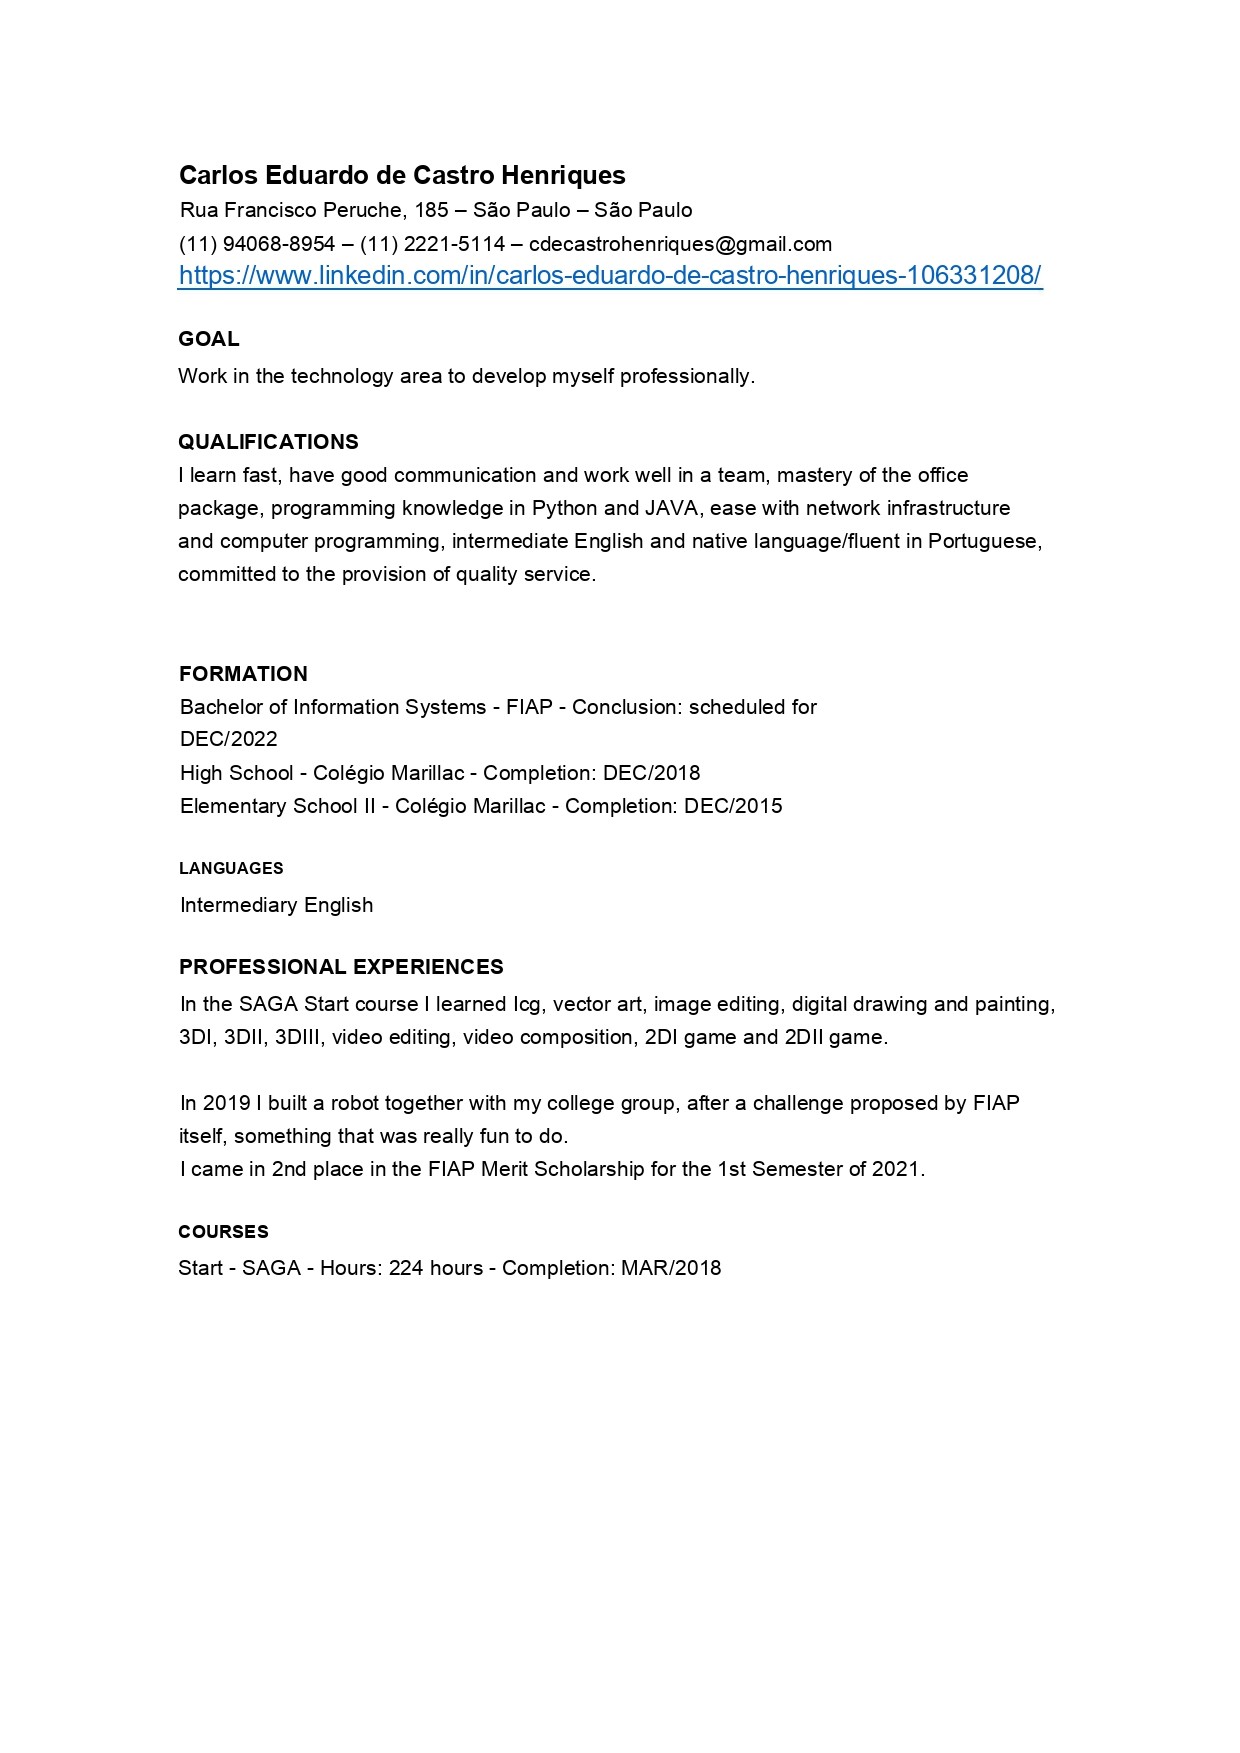 Carlos Eduardo de Castro Henriques
Rua Francisco Peruche, 185 – São Paulo – São Paulo
(11) 94068-8954 – (11) 2221-5114 – cdecastrohenriques@gmail.com
https://www.linkedin.com/in/carlos-eduardo-de-castro-henriques-106331208/
GOAL
Work in the technology area to develop myself professionally.
QUALIFICATIONS
I learn fast, have good communication and work well in a team, mastery of the office
package, programming knowledge in Python and JAVA, ease with network infrastructure
and computer programming, intermediate English and native language/fluent in Portuguese,
committed to the provision of quality service.
FORMATION
Bachelor of Information Systems - FIAP - Conclusion: scheduled for
DEC/2022
High School - Colégio Marillac - Completion: DEC/2018
Elementary School II - Colégio Marillac - Completion: DEC/2015
LANGUAGES
Intermediary English
PROFESSIONAL EXPERIENCES
In the SAGA Start course I learned Icg, vector art, image editing, digital drawing and painting,
3DI, 3DII, 3DIII, video editing, video composition, 2DI game and 2DII game.
In 2019 I built a robot together with my college group, after a challenge proposed by FIAP
itself, something that was really fun to do.
I came in 2nd place in the FIAP Merit Scholarship for the 1st Semester of 2021.
COURSES
Start - SAGA - Hours: 224 hours - Completion: MAR/2018